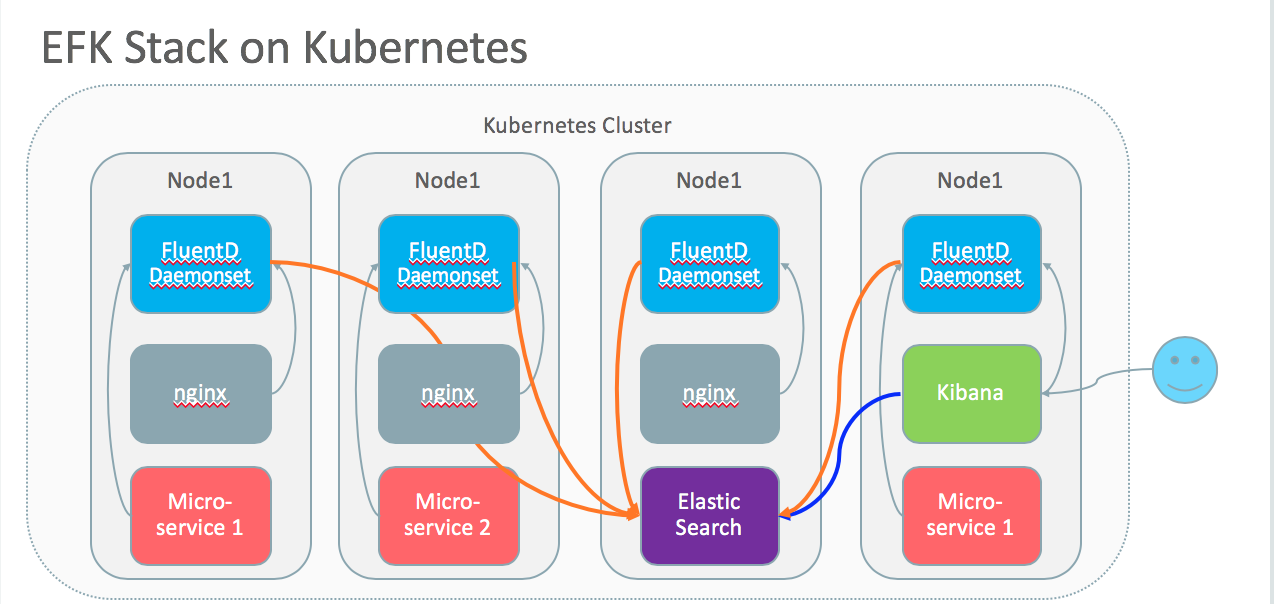 EFK Stack on Kubernetes
Kubernetes Cluster
Node1
FluentD
Daemonset
nginx
Micro-
service 1
Node1
FluentD
Daemonset
nginx
Micro-
service 2
Node1
FluentD
Daemonset
nginx
Elastic
Search
Node1
FluentD
Daemonset
Kibana
Micro-
service 1